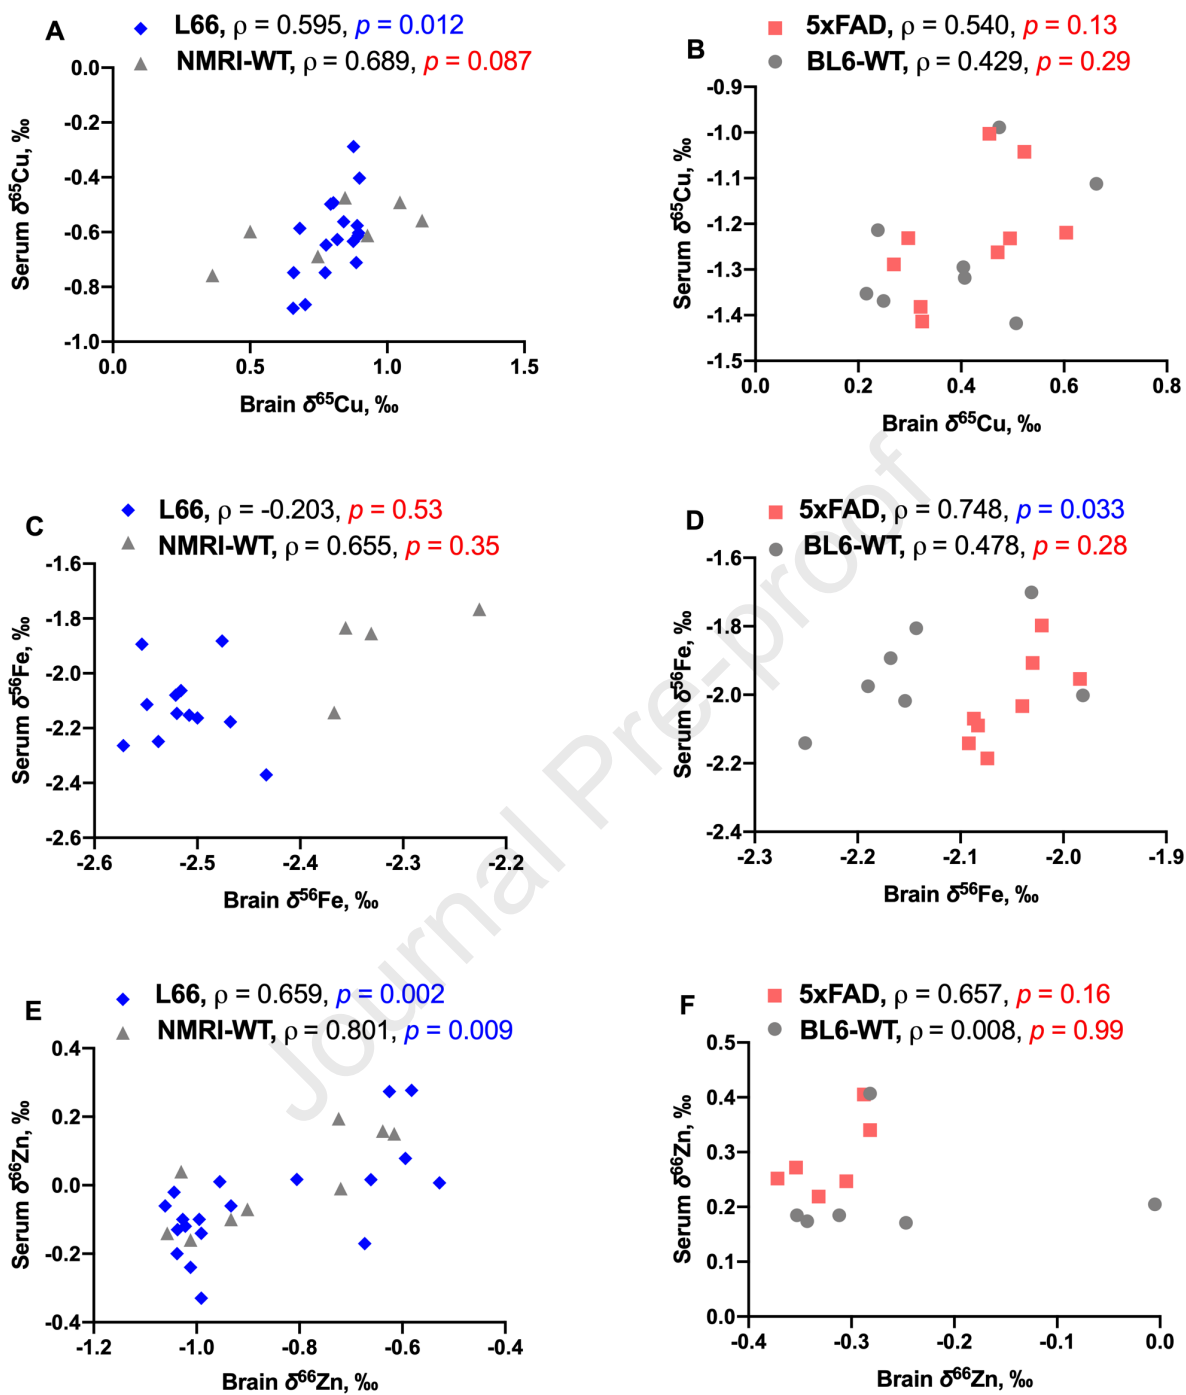 A
L66, ρ = 0.595, p = 0.012
NMRI-WT, ρ = 0.689, p = 0.087
0.0
-0.2
-0.4
-0.6
-0.8
-1.0
0.0 0.5 1.0 1.5
Serum δ⁶⁵Cu, ‰
Brain δ⁶⁵Cu, ‰
B
5xFAD, ρ = 0.540, p = 0.13
BL6-WT, ρ = 0.429, p = 0.29
-0.9
-1.0
-1.1
-1.2
-1.3
-1.4
-1.5
0.0 0.2 0.4 0.6 0.8
Serum δ⁶⁵Cu, ‰
Brain δ⁶⁵Cu, ‰
C
L66, ρ = -0.203, p = 0.53
NMRI-WT, ρ = 0.655, p = 0.35
-1.6
-1.8
-2.0
-2.2
-2.4
-2.6
-2.6 -2.5 -2.4 -2.3 -2.2
Serum δ⁵⁶Fe, ‰
Brain δ⁵⁶Fe, ‰
D
5xFAD, ρ = 0.748, p = 0.033
BL6-WT, ρ = 0.478, p = 0.28
-1.6
-1.8
-2.0
-2.2
-2.4
-2.3 -2.2 -2.1 -2.0 -1.9
Serum δ⁵⁶Fe, ‰
Brain δ⁵⁶Fe, ‰
E
L66, ρ = 0.659, p = 0.002
NMRI-WT, ρ = 0.801, p = 0.009
0.4
0.2
0.0
-0.2
-0.4
-1.2 -1.0 -0.8 -0.6 -0.4
Serum δ⁶⁶Zn, ‰
Brain δ⁶⁶Zn, ‰
F
5xFAD, ρ = 0.657, p = 0.16
BL6-WT, ρ = 0.008, p = 0.99
0.5
0.4
0.3
0.2
0.1
0.0
-0.4 -0.3 -0.2 -0.1 0.0
Serum δ⁶⁶Zn, ‰
Brain δ⁶⁶Zn, ‰
Journal Pre-proof